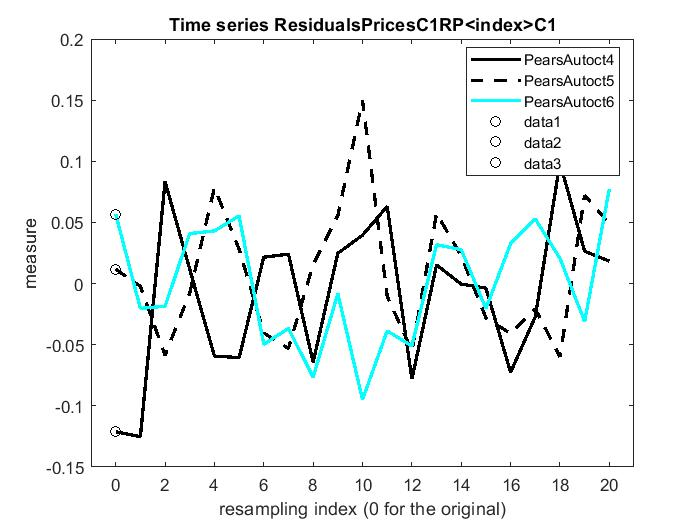 Time series ResidualsPricesC1RP<index>C1
0.2
0.15
0.1
0.05
0
-0.05
-0.1
-0.15
measure
PearsAutoct4
PearsAutoct5
PearsAutoct6
data1
data2
data3
0 2 4 6 8 10 12 14 16 18 20
resampling index (0 for the original)